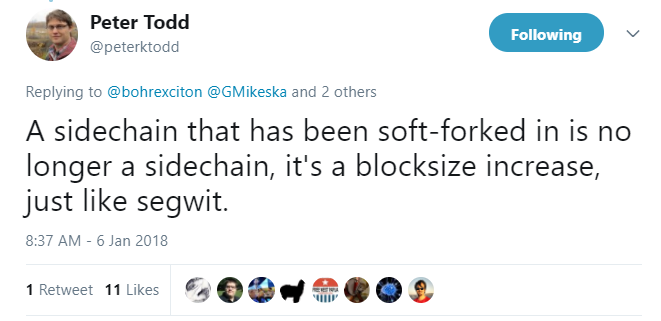 Peter Todd
@peterktodd
Following
Replying to @bohrexciton @GMikeska and 2 others
A sidechain that has been soft-forked in is no
longer a sidechain, it's a blocksize increase,
just like segwit.
8:37 AM - 6 Jan 2018
1 Retweet 11 Likes